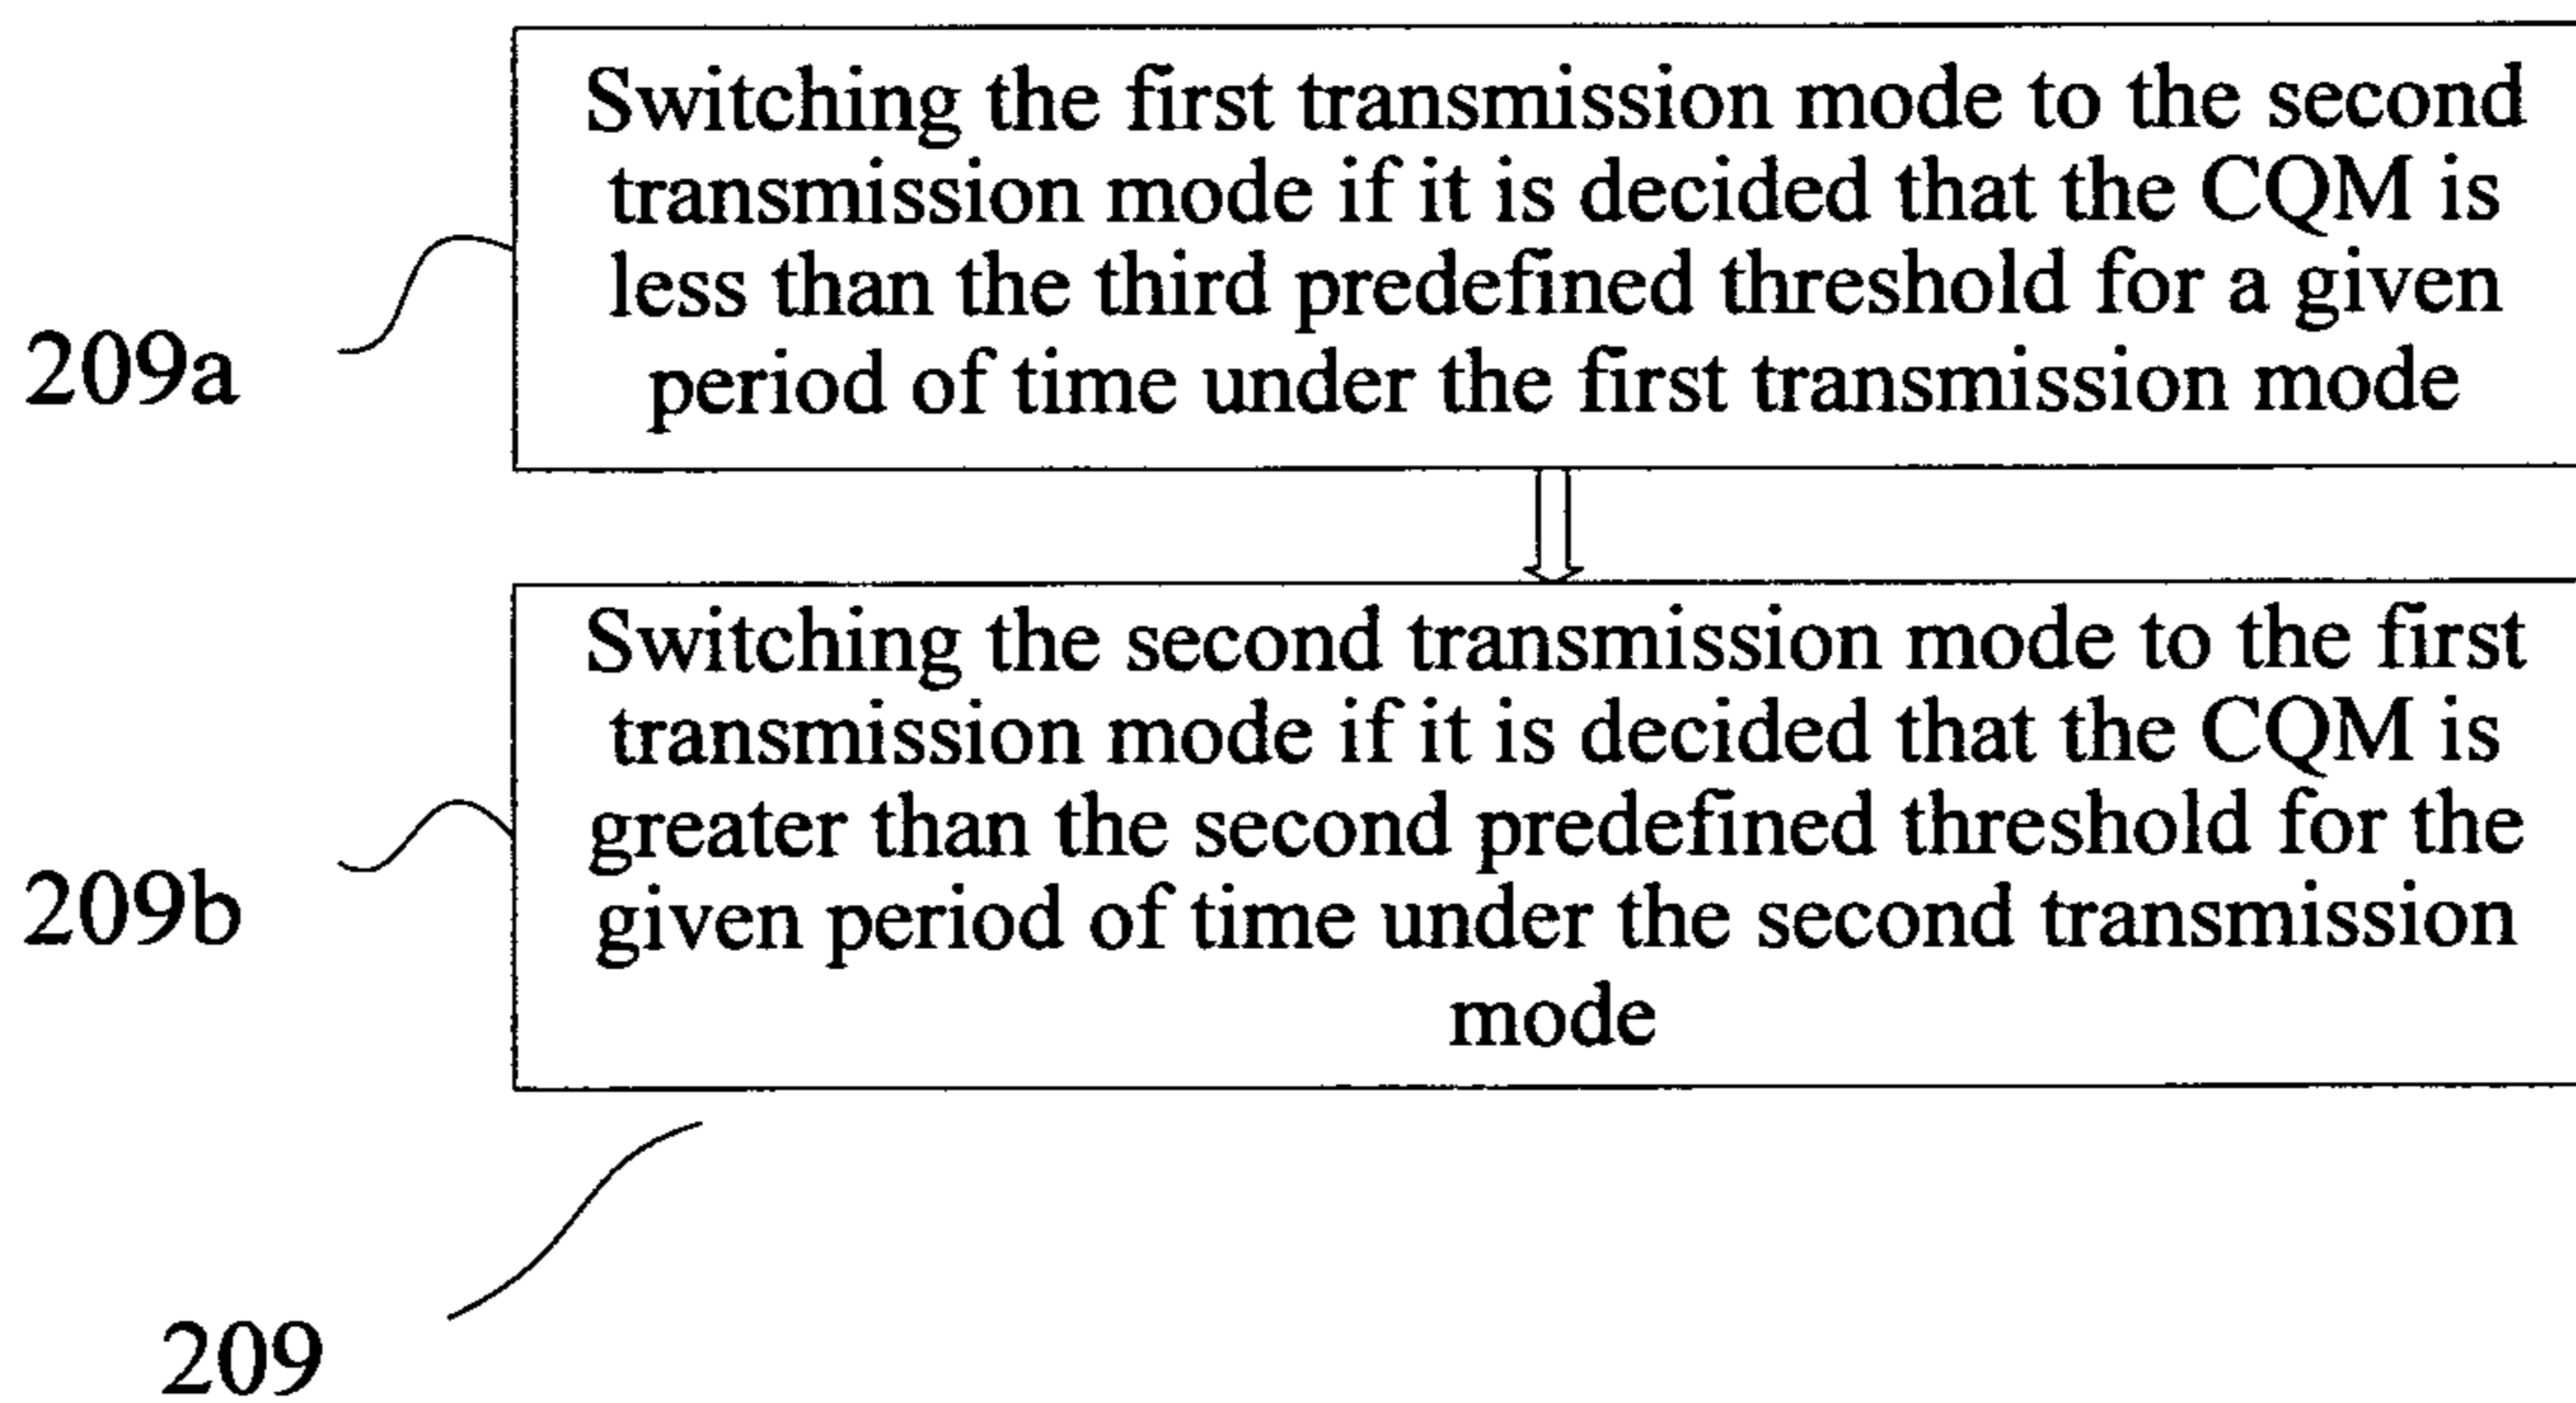 Switching the first transmission mode to the second
transmission mode if it is decided that the CQM is
less than the third predefined threshold for a given
period of time under the first transmission mode
209a
Switching the second transmission mode to the first
transmission mode if it is decided that the CQM is
greater than the second predefined threshold for the
given period of time under the second transmission
mode
209b
209